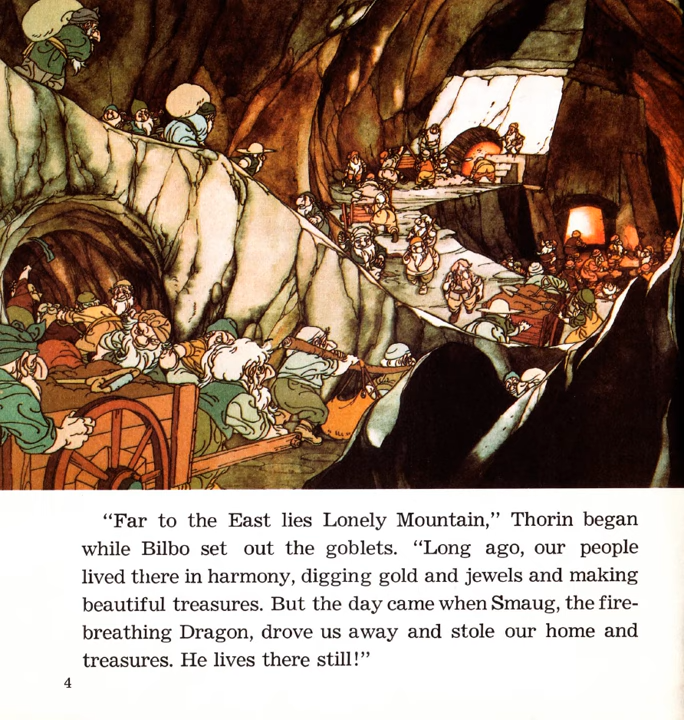 “Far to the East lies Lonely Mountain,” Thorin began
while Bilbo set out the goblets. “Long ago, our people
lived there in harmony, digging gold and jewels and making
beautiful treasures. But the day came when Smaug, the fire-
breathing Dragon, drove us away and stole our home and
treasures. He lives there still!”
4